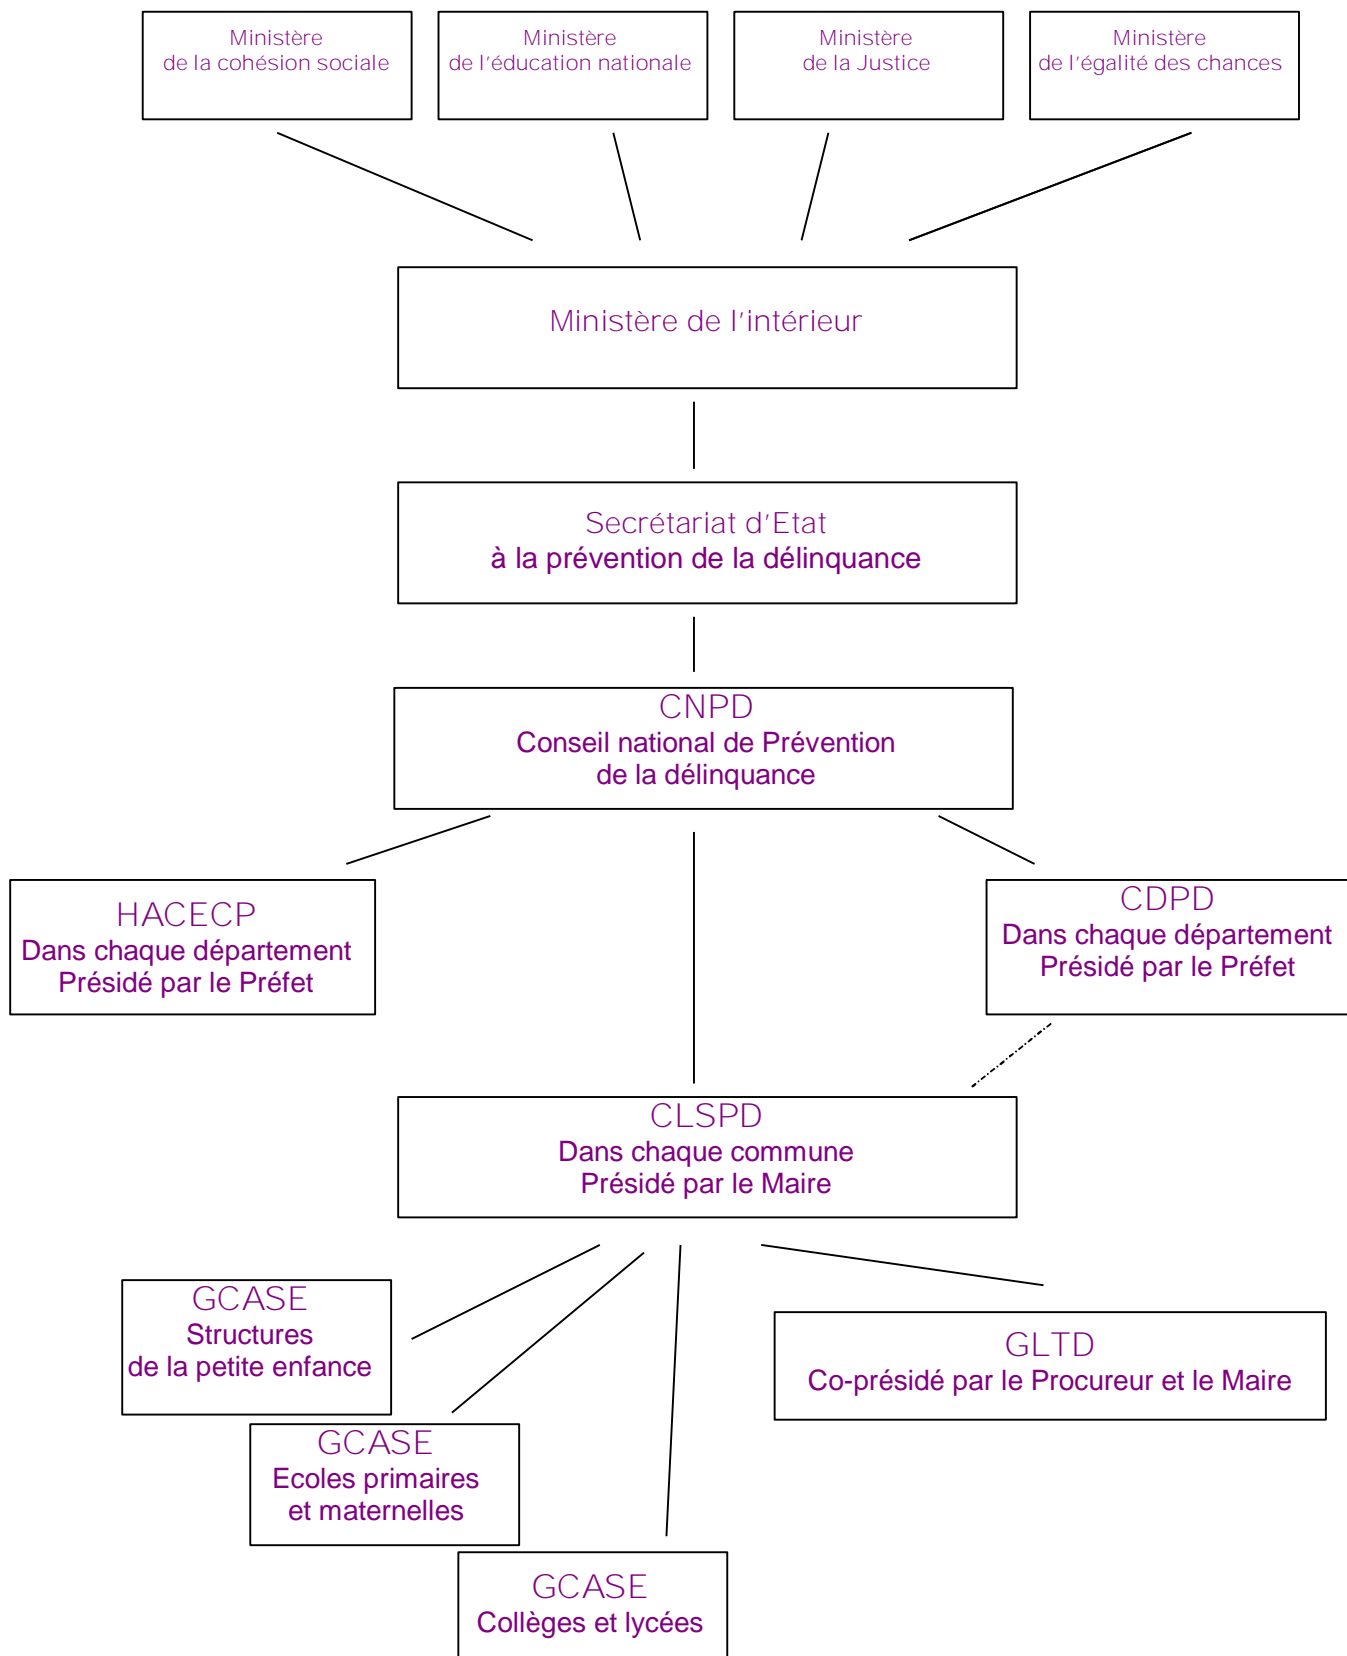 Ministère
de la cohésion sociale
Ministère
de l'éducation nationale
Ministère
de la Justice
Ministère
de l'égalité des chances
Ministère de l'intérieur
Secrétariat d'Etat
à la prévention de la délinquance
CNPD
Conseil national de Prévention
de la délinquance
HACECP
Dans chaque département
Présidé par le Préfet
CDPD
Dans chaque département
Présidé par le Préfet
CLSPD
Dans chaque commune
Présidé par le Maire
GCASE
Structures
de la petite enfance
GLTD
Co-présidé par le Procureur et le Maire
GCASE
Ecoles primaires
et maternelles
GCASE
Collèges et lycées